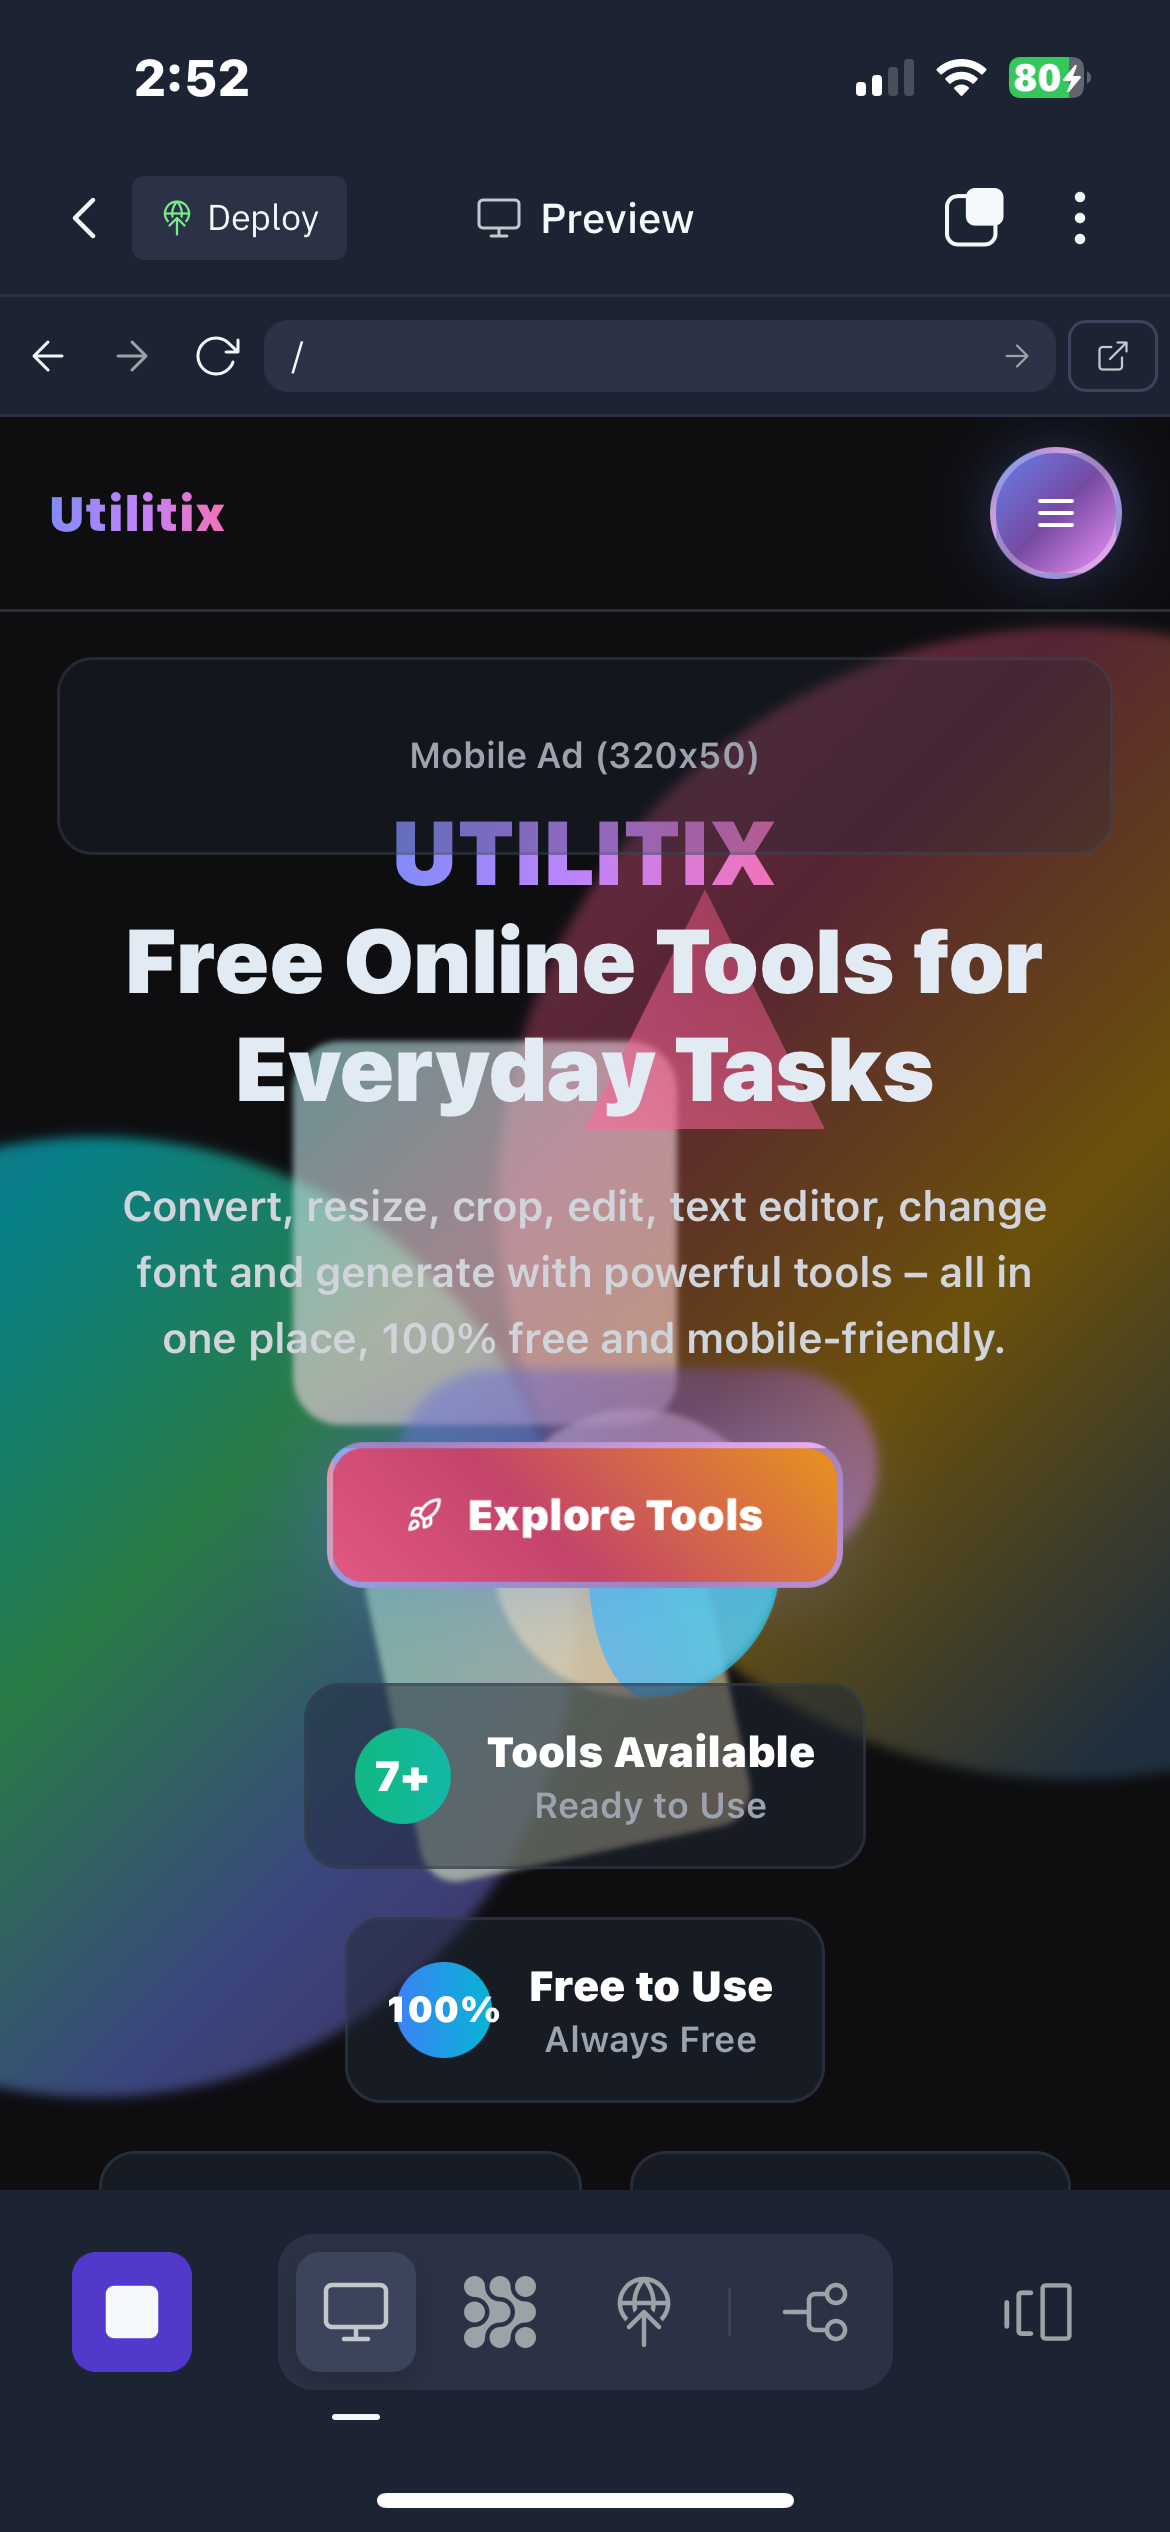 2:52
80
Deploy
Preview
/
Utilitix
Mobile Ad (320x50)
UTILITIX
Free Online Tools for
Everyday Tasks
Convert, resize, crop, edit, text editor, change
font and generate with powerful tools – all in
one place, 100% free and mobile-friendly.
Explore Tools
7+
Tools Available
Ready to Use
100%
Free to Use
Always Free